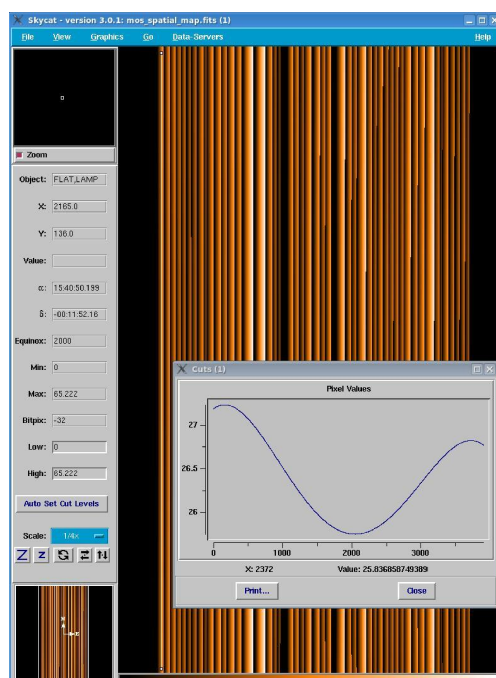 Skycat - version 3.0.1: mos_spatial_map.fits (1)
File View Graphics Go Data-Servers Help
Zoom
Object: FLAT,LAMP
X: 2165.0
Y: 136.0
Value:
α: 15:40:50.199
δ: -00:11:52.16
Equinox: 2000
Min: 0
Max: 65.222
Bitpix: -32
Low: 0
High: 65.222
Auto Set Cut Levels
Scale: 1/4x
Z z
Cuts (1)
Pixel Values
27
26.5
26
0 1000 2000 3000
X: 2372 Value: 25.836858749389
Print... Close
N
E